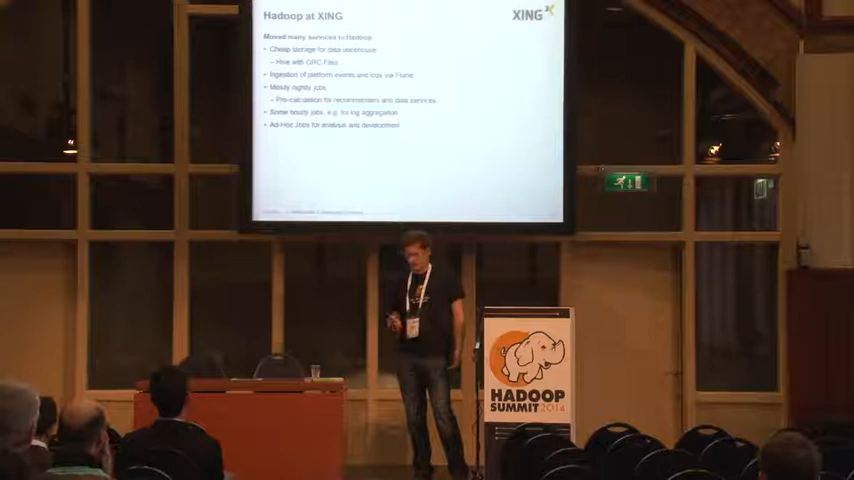 Hadoop at XING
XING
Moved many services to Hadoop
• Cheap storage for data warehouse
– Hive with ORC Files
• Ingestion of platform events and logs via Flume
• Mostly nightly jobs
– Pre-calculation for recommenders and data services
• Some hourly jobs, e.g. for log aggregation
• Ad-Hoc Jobs for analysis and development
HADOOP
SUMMIT 2014